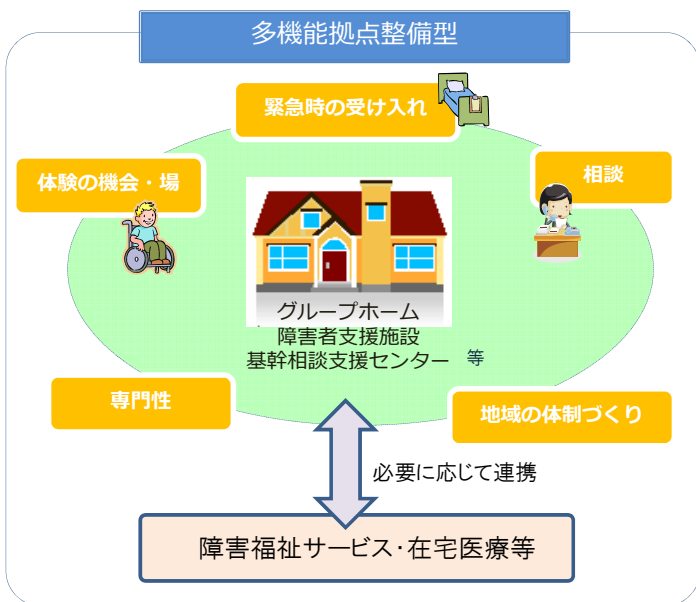 多機能拠点整備型
緊急時の受け入れ
体験の機会・場
相談
グループホーム
障害者支援施設
基幹相談支援センター 等
専門性
地域の体制づくり
必要に応じて連携
障害福祉サービス・在宅医療等